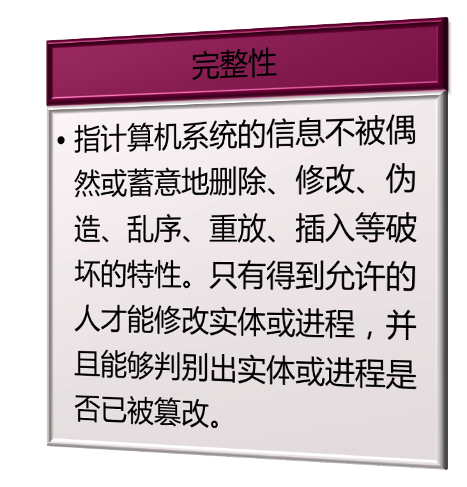 完整性
• 指计算机系统的信息不被偶
然或蓄意地删除、修改、伪
造、乱序、重放、插入等破
坏的特性。只有得到允许的
人才能修改实体或进程，并
且能够判别出实体或进程是
否已被篡改。